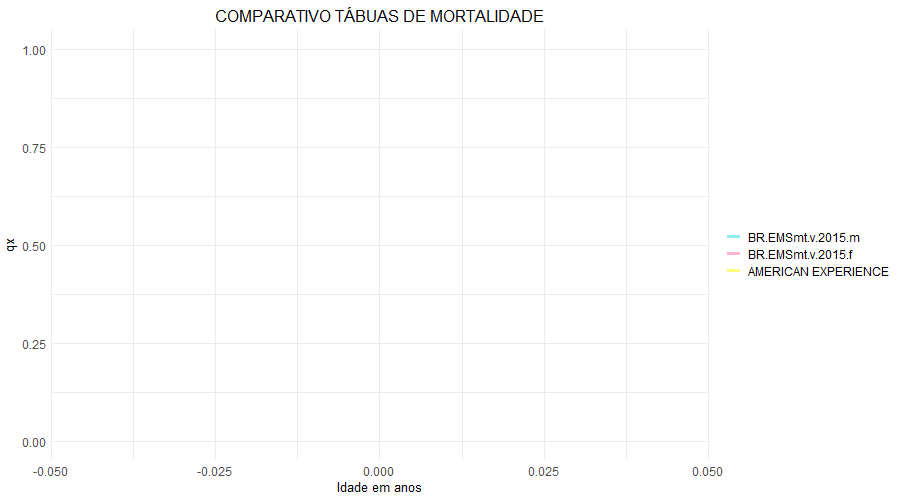 COMPARATIVO TÁBUAS DE MORTALIDADE
1.00
0.75
0.50
0.25
0.00
qx
-0.050
-0.025
0.000
0.025
0.050
Idade em anos
BR.EMSmt.v.2015.m
BR.EMSmt.v.2015.f
AMERICAN EXPERIENCE